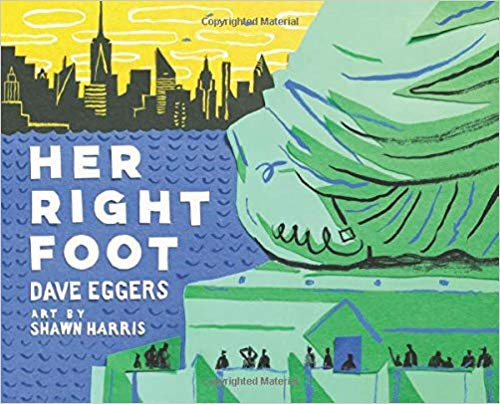 Copyrighted Material
HER
RIGHT
FOOT
DAVE EGGERS
ART BY
SHAWN HARRIS
Copyrighted Material